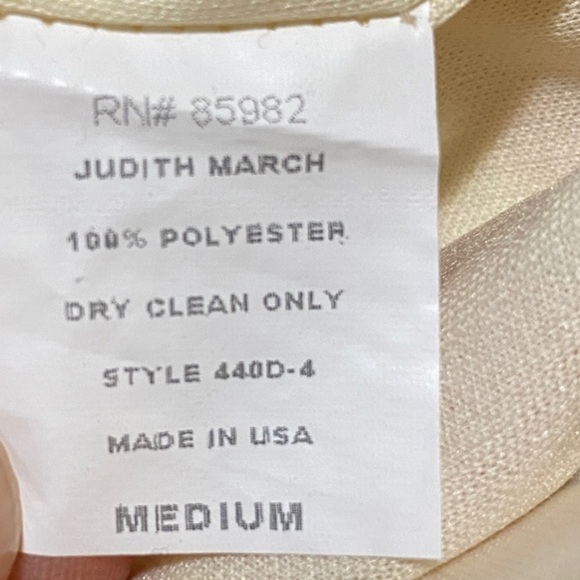 RN# 85982
JUDITH MARCH
100% POLYESTER
DRY CLEAN ONLY
STYLE 440D-4
MADE IN USA
MEDIUM